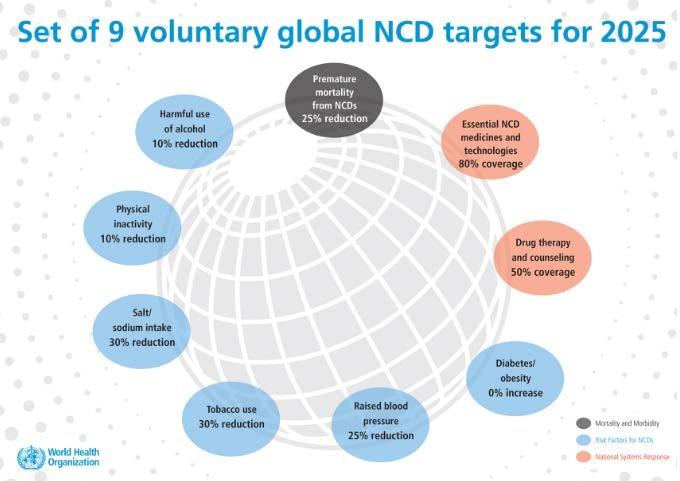 Set of 9 voluntary global NCD targets for 2025
Premature
mortality
from NCDs
25% reduction
Harmful use
of alcohol
10% reduction
Essential NCD
medicines and
technologies
80% coverage
Physical
inactivity
10% reduction
Drug therapy
and counseling
50% coverage
Salt/
sodium intake
30% reduction
Diabetes/
obesity
0% increase
Tobacco use
30% reduction
Raised blood
pressure
25% reduction
Mortality and Morbidity
Risk Factors for NCDs
National Systems Response
World Health
Organization